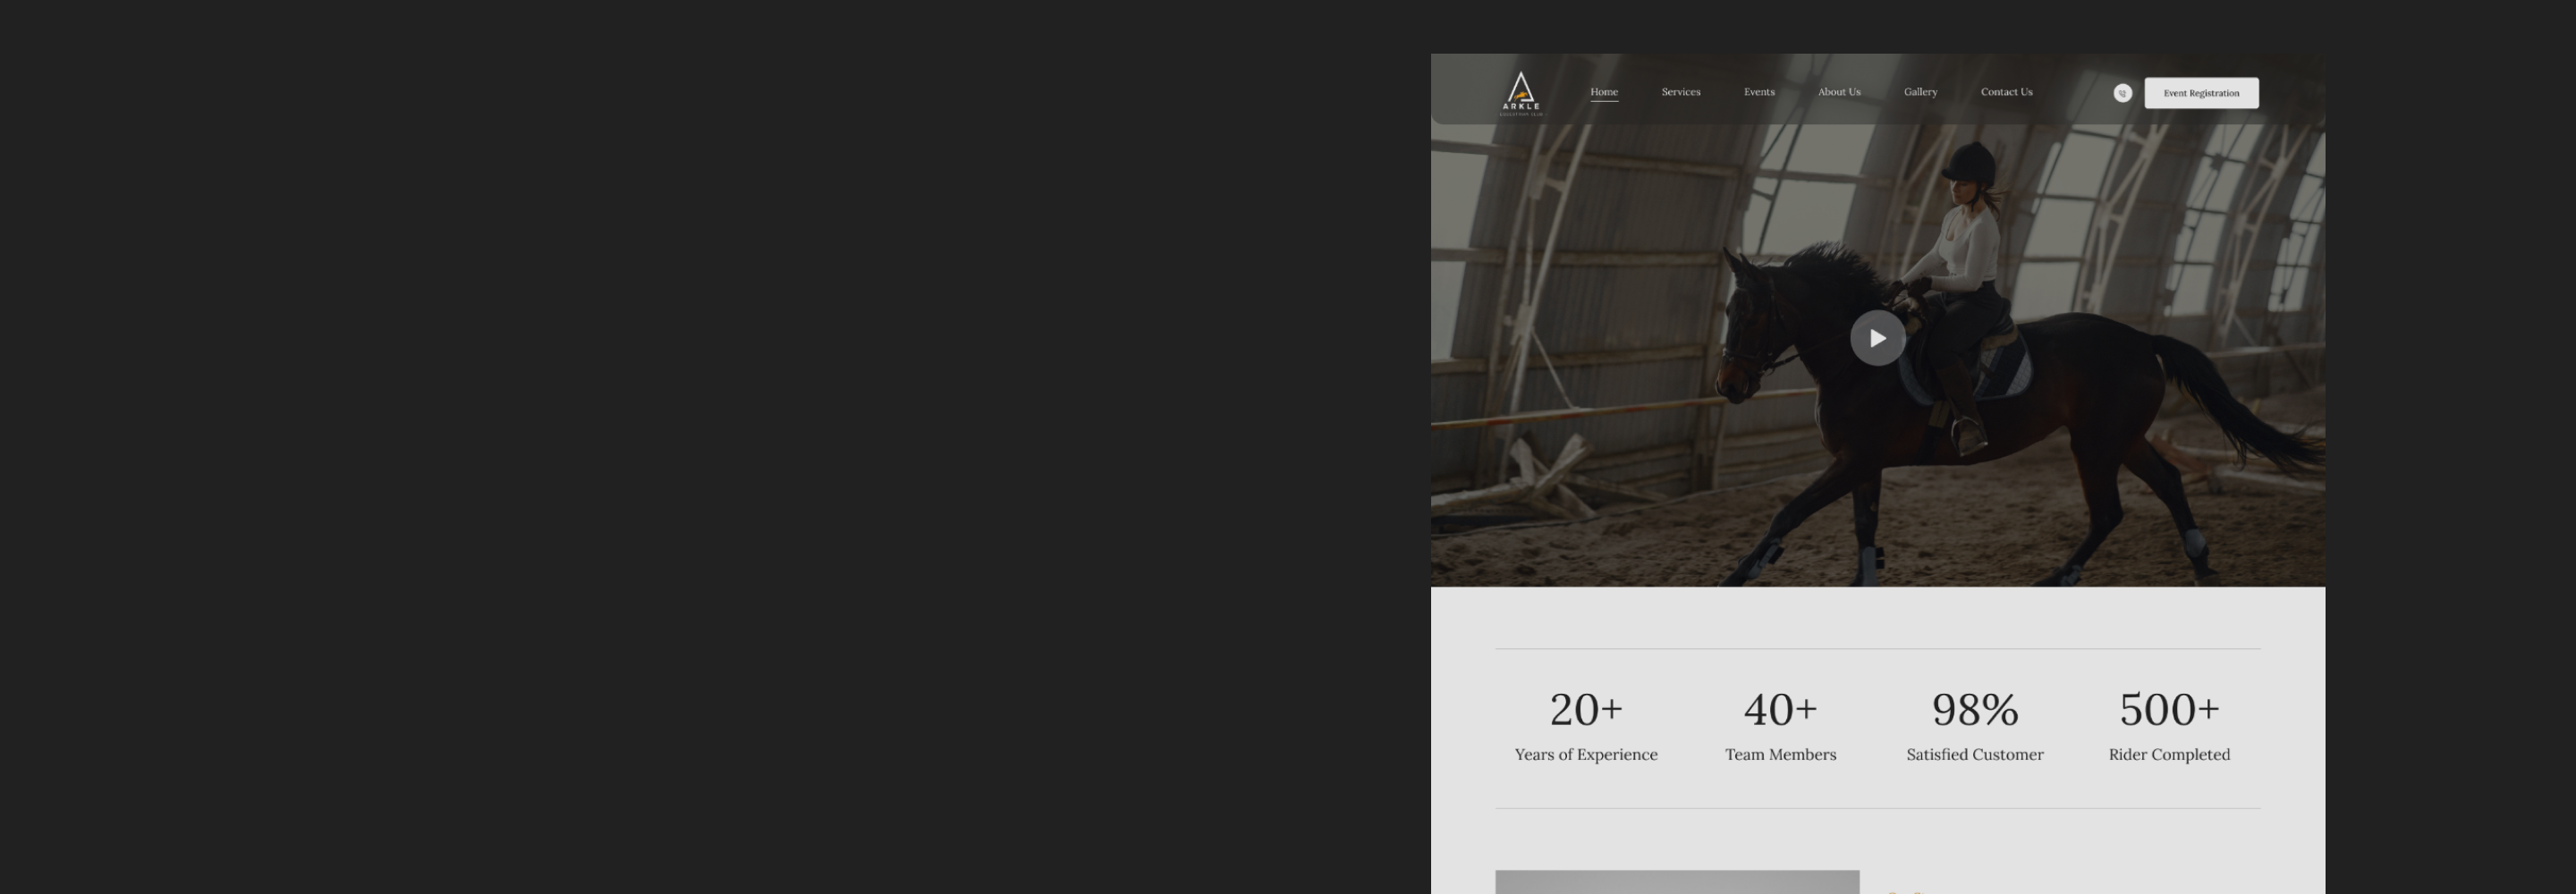 ARKLE
Home Services Events About Us Gallery Contact Us Event Registration
20+ 40+ 98% 500+
Years of Experience Team Members Satisfied Customer Rider Completed